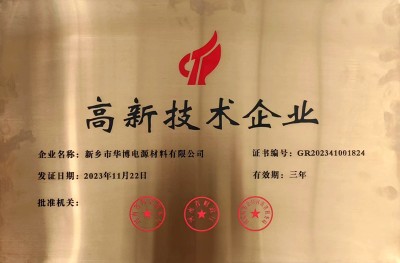 高新技术企业
企业名称：新乡市华博电源材料有限公司 证书编号：GR202341001824
发证日期：2023年11月22日 有效期：三年
批准机关：